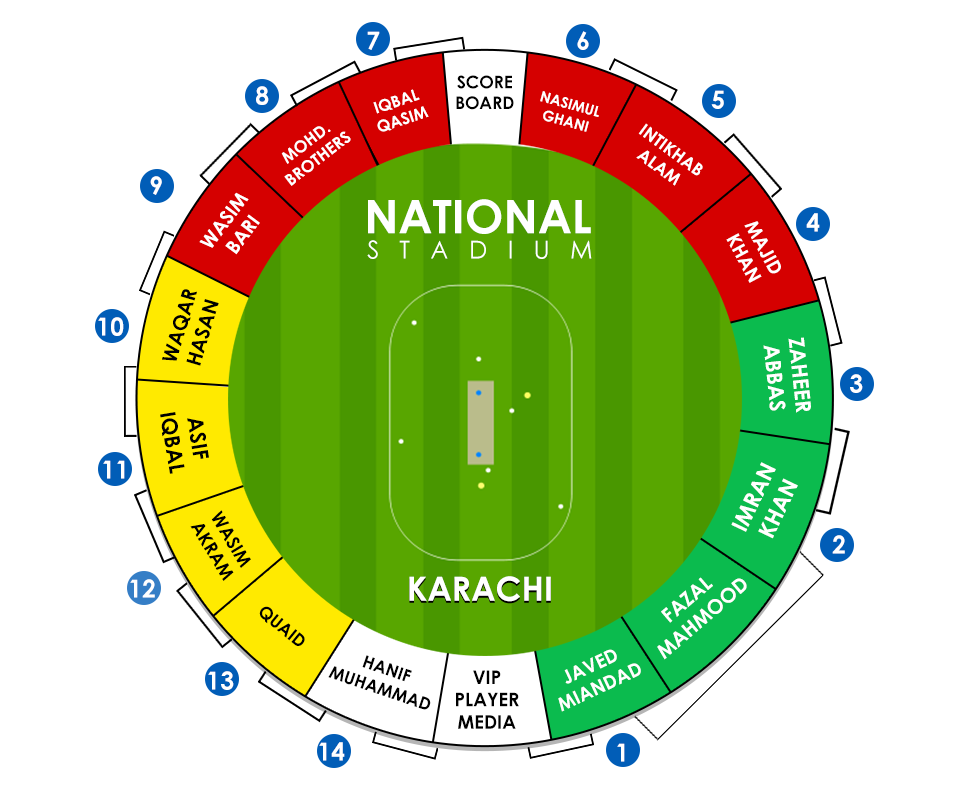 7
6
8
5
9
4
10
3
11
2
12
13
14
1
SCORE
BOARD
NASIMUL
GHANI
INTIKHAB
ALAM
MAJID
KHAN
ZAHEER
ABBAS
IMRAN
KHAN
FAZAL
MAHMOOD
JAVED
MIANDAD
VIP
PLAYER
MEDIA
HANIF
MUHAMMAD
QUAID
WASIM
AKRAM
ASIF
IQBAL
WAQAR
HASAN
WASIM
BARI
MOHD.
BROTHERS
IQBAL
QASIM
NATIONAL
STADIUM
KARACHI